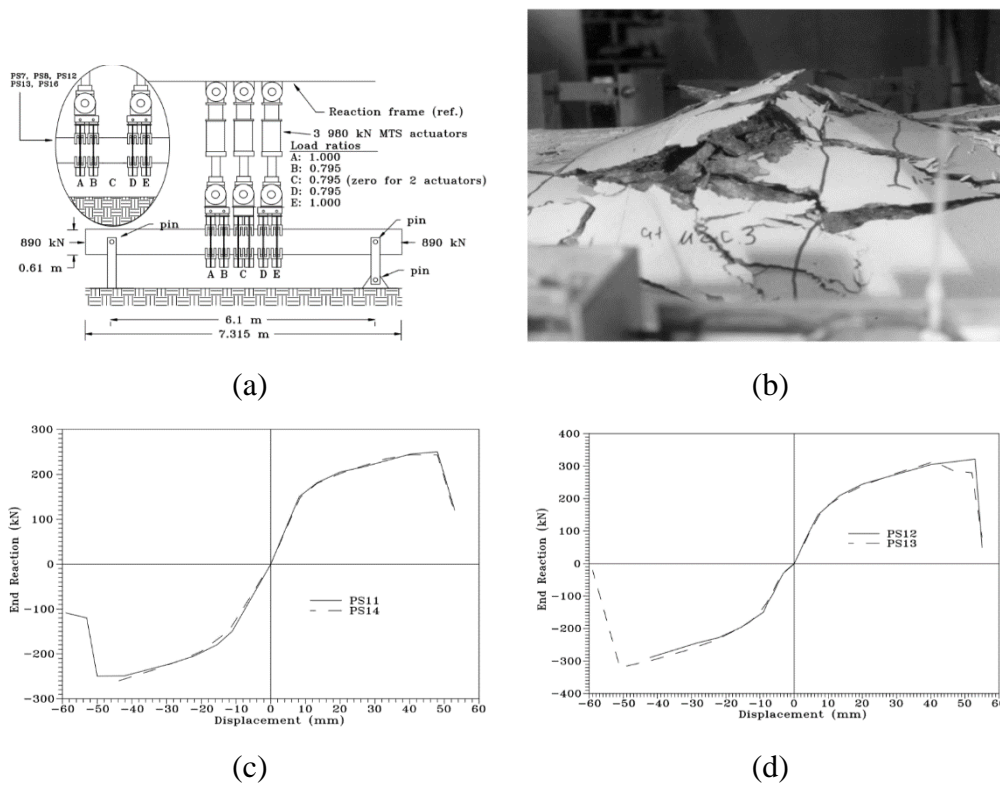 PS7, PS8, PS12
PS13, PS16
A B C D E
Reaction frame (ref.)
3 980 kN MTS actuators
Load ratios
A: 1.000
B: 0.795
C: 0.795 (zero for 2 actuators)
D: 0.795
E: 1.000
pin
pin
890 kN
890 kN
0.61 m
A B C D E
pin
6.1 m
7.315 m
(a)
at
(b)
300
200
100
0
−100
−200
−300
End Reaction (kN)
PS11
PS14
−60 −50 −40 −30 −20 −10 0 10 20 30 40 50 60
Displacement (mm)
(c)
400
300
200
100
0
−100
−200
−300
−400
End Reaction (kN)
PS12
PS13
−60 −50 −40 −30 −20 −10 0 10 20 30 40 50 60
Displacement (mm)
(d)